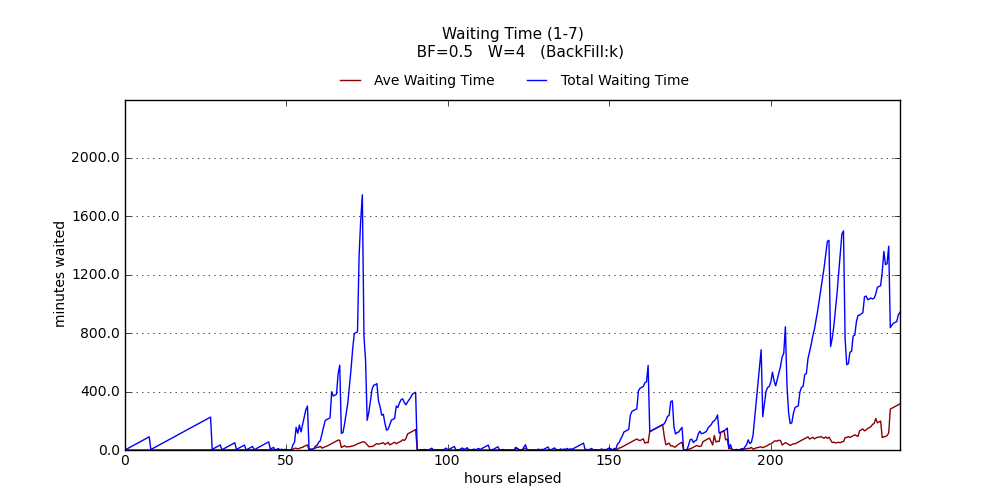 Waiting Time (1-7)
BF=0.5 W=4 (BackFill:k)
Ave Waiting Time Total Waiting Time
2000.0
1600.0
1200.0
800.0
400.0
0.0
minutes waited
0 50 100 150 200
hours elapsed